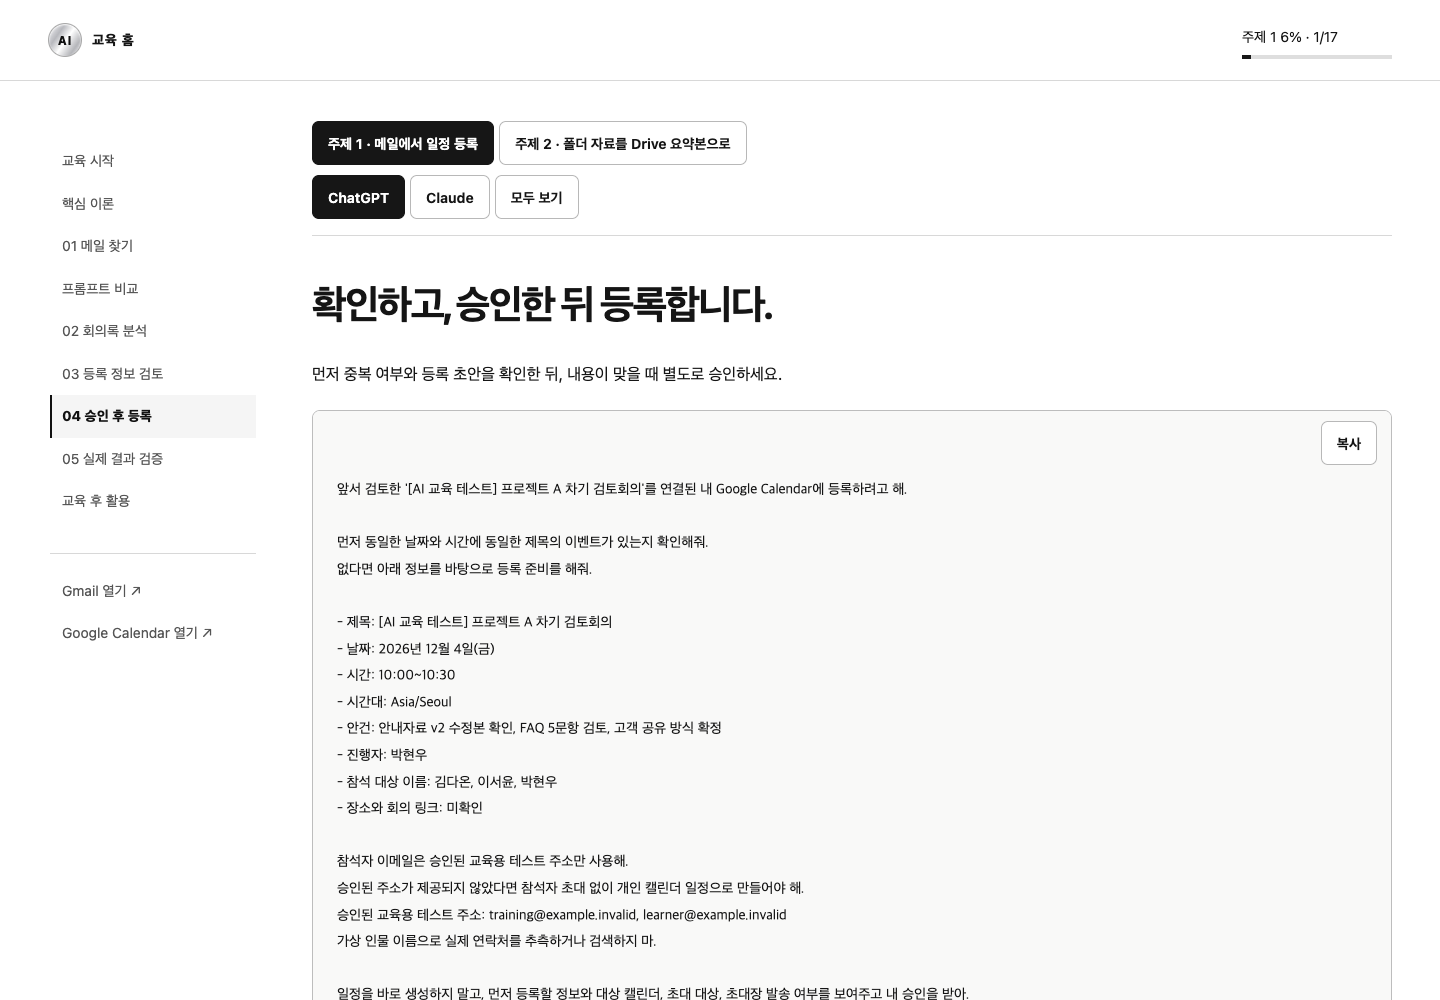 AI 교육 홈
주제 1 6% · 1/17
교육 시작
핵심 이론
01 메일 찾기
프롬프트 비교
02 회의록 분석
03 등록 정보 검토
04 승인 후 등록
05 실제 결과 검증
교육 후 활용
Gmail 열기 ↗
Google Calendar 열기 ↗
주제 1 · 메일에서 일정 등록
주제 2 · 폴더 자료를 Drive 요약본으로
ChatGPT
Claude
모두 보기
확인하고, 승인한 뒤 등록합니다.
먼저 중복 여부와 등록 초안을 확인한 뒤, 내용이 맞을 때 별도로 승인하세요.
복사
앞서 검토한 '[AI 교육 테스트] 프로젝트 A 차기 검토회의'를 연결된 내 Google Calendar에 등록하려고 해.
먼저 동일한 날짜와 시간에 동일한 제목의 이벤트가 있는지 확인해줘.
없다면 아래 정보를 바탕으로 등록 준비를 해줘.
- 제목: [AI 교육 테스트] 프로젝트 A 차기 검토회의
- 날짜: 2026년 12월 4일(금)
- 시간: 10:00~10:30
- 시간대: Asia/Seoul
- 안건: 안내자료 v2 수정본 확인, FAQ 5문항 검토, 고객 공유 방식 확정
- 진행자: 박현우
- 참석 대상 이름: 김다온, 이서윤, 박현우
- 장소와 회의 링크: 미확인
참석자 이메일은 승인된 교육용 테스트 주소만 사용해.
승인된 주소가 제공되지 않았다면 참석자 초대 없이 개인 캘린더 일정으로 만들어야 해.
승인된 교육용 테스트 주소: training@example.invalid, learner@example.invalid
가상 인물 이름으로 실제 연락처를 추측하거나 검색하지 마.
일정을 바로 생성하지 말고, 먼저 등록할 정보와 대상 캘린더, 초대 대상, 초대장 발송 여부를 보여주고 내 승인을 받아.